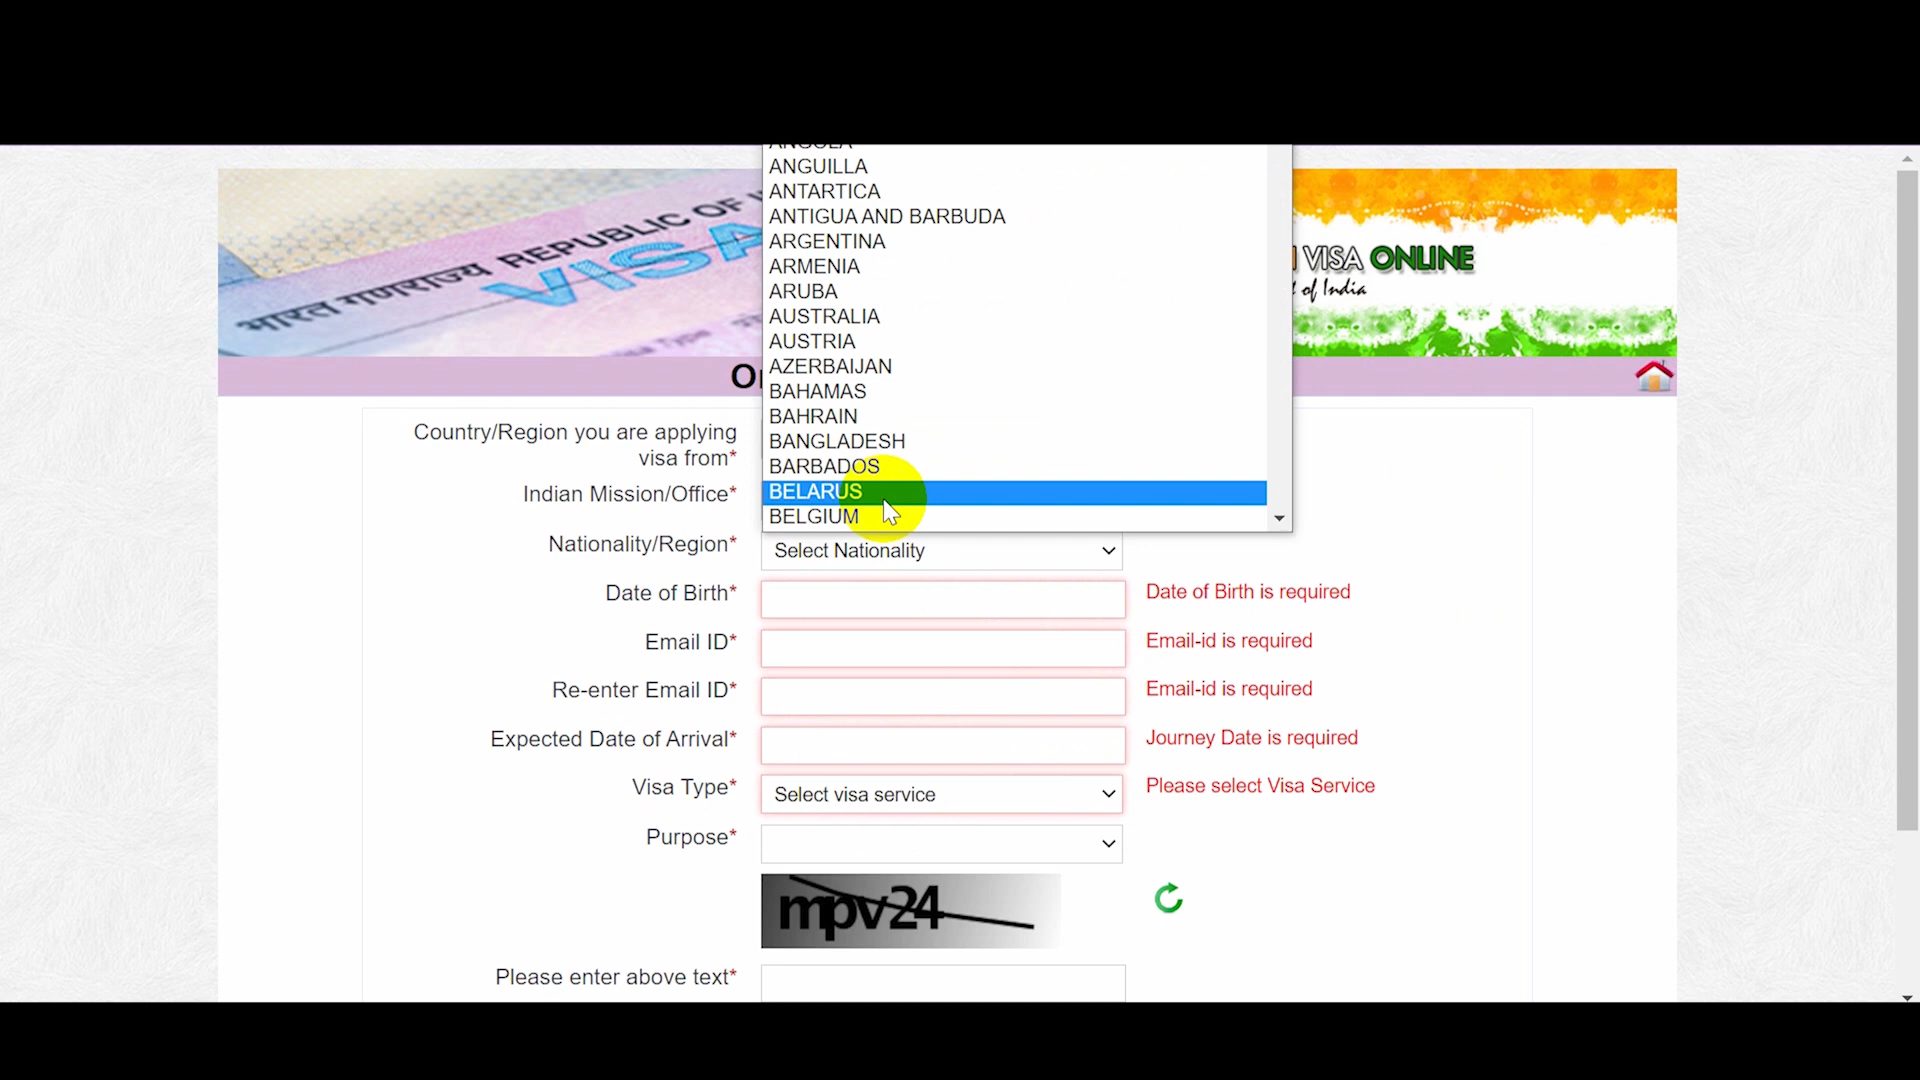 ANGOLA
ANGUILLA
ANTARTICA
ANTIGUA AND BARBUDA
ARGENTINA
ARMENIA
ARUBA
AUSTRALIA
AUSTRIA
AZERBAIJAN
BAHAMAS
BAHRAIN
BANGLADESH
BARBADOS
BELARUS
BELGIUM
भारत गणराज्य REPUBLIC OF
VISA
VISA ONLINE
of India
Country/Region you are applying
visa from*
Indian Mission/Office*
Nationality/Region* Select Nationality
Date of Birth* Date of Birth is required
Email ID* Email-id is required
Re-enter Email ID* Email-id is required
Expected Date of Arrival* Journey Date is required
Visa Type* Select visa service Please select Visa Service
Purpose*
mpv24
Please enter above text*